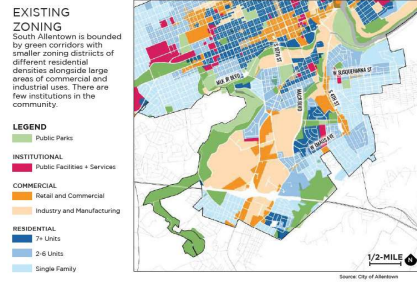 EXISTING
ZONING
South Allentown is bounded
by green corridors with
smaller zoning distriicts of
different residential
densities alongside large
areas of commercial and
industrial uses. There are
few institutions in the
community.
LEGEND
Public Parks
INSTITUTIONAL
Public Facilities + Services
COMMERCIAL
Retail and Commercial
Industry and Manufacturing
RESIDENTIAL
7+ Units
2-6 Units
Single Family
W SUSQUEHANNA ST
MACK BLVD
1/2-MILE
N
Source: City of Allentown